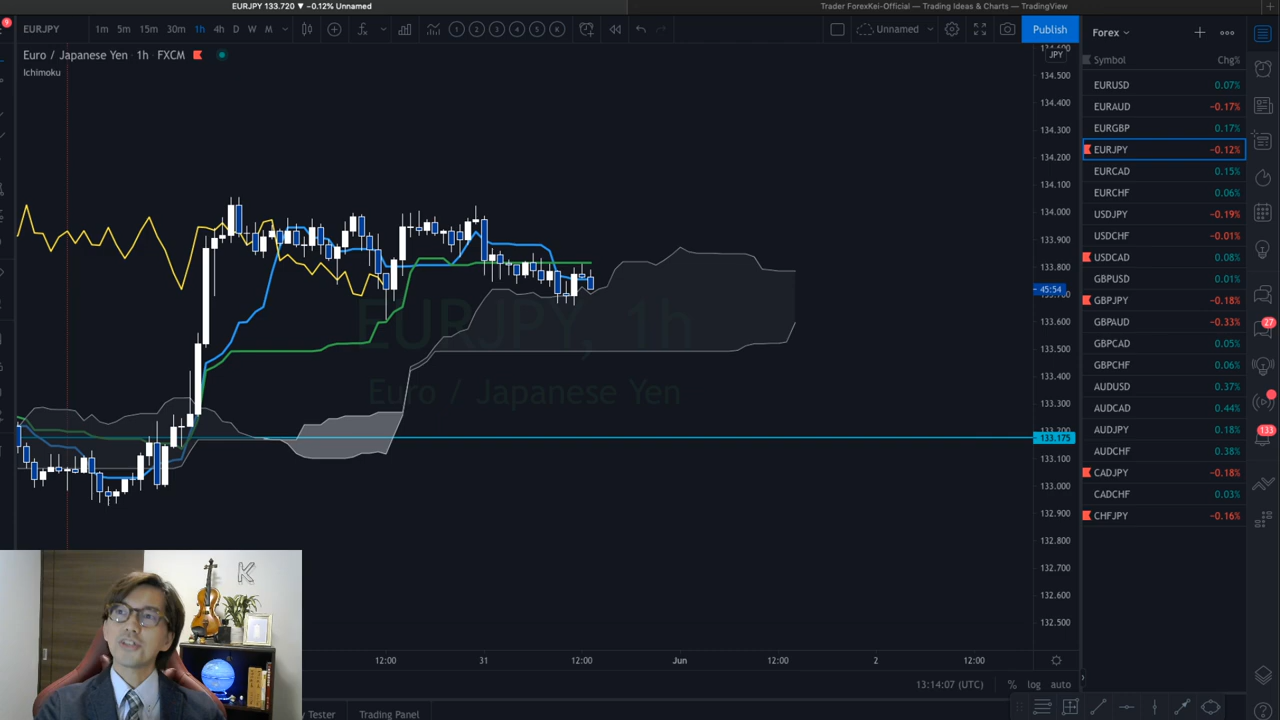 EURJPY 133.720 ▼ −0.12% Unnamed
Trader ForexKei-Official — Trading Ideas & Charts — TradingView
9
EURJPY 1m 5m 15m 30m 1h 4h D W M
1 2 3 4 5 K
Unnamed
Publish
Forex
Euro / Japanese Yen · 1h · FXCM
Ichimoku
JPY
134.500
134.400
134.300
134.200
134.100
134.000
133.900
133.800
45:54
133.600
133.500
133.400
133.300
133.175
133.100
133.000
132.900
132.800
132.700
132.600
132.500
EURJPY, 1h
Euro / Japanese Yen
Symbol Chg%
EURUSD 0.07%
EURAUD −0.17%
EURGBP 0.17%
EURJPY −0.12%
EURCAD 0.15%
EURCHF 0.06%
USDJPY −0.19%
USDCHF −0.01%
USDCAD 0.08%
GBPUSD 0.01%
GBPJPY −0.18%
GBPAUD −0.33%
GBPCAD 0.05%
GBPCHF 0.06%
AUDUSD 0.37%
AUDCAD 0.44%
AUDJPY 0.18%
AUDCHF 0.38%
CADJPY −0.18%
CADCHF 0.03%
CHFJPY −0.16%
27
133
K
12:00 31 12:00 Jun 12:00 2 12:00
13:14:07 (UTC) % log auto
Tester Trading Panel